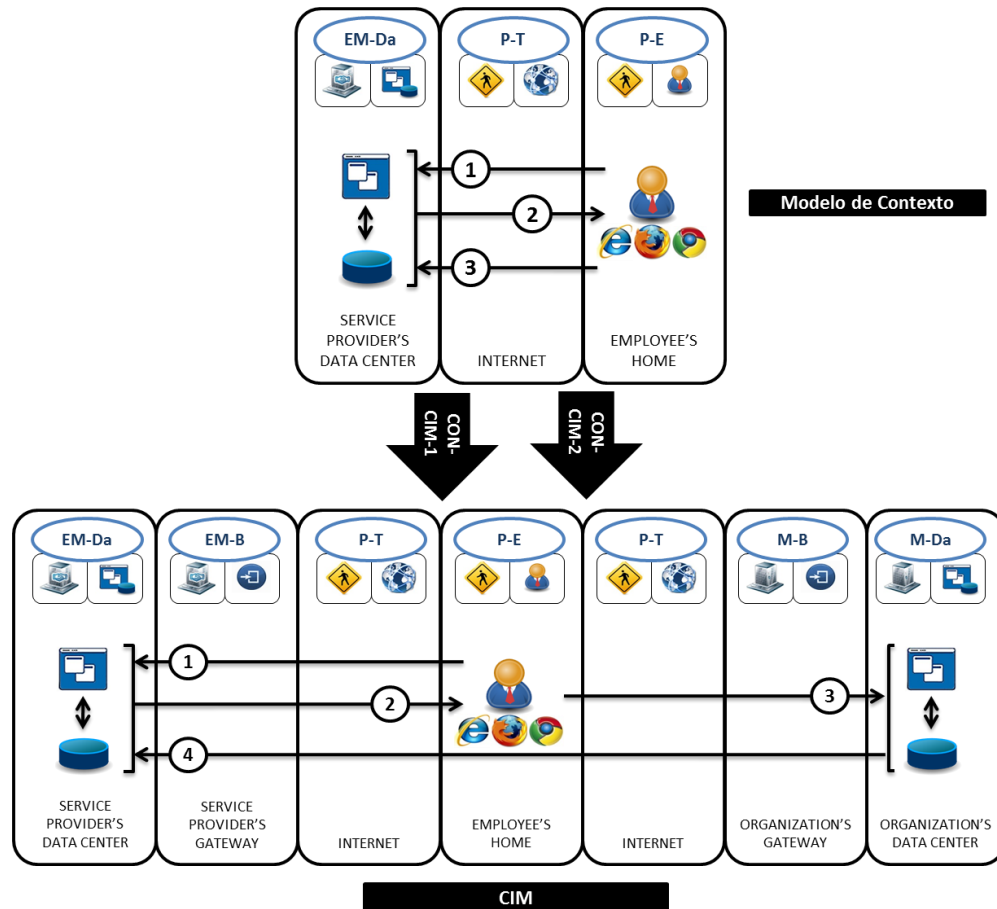 EM-Da
P-T
P-E
1
2
3
SERVICE
PROVIDER'S
DATA CENTER
INTERNET
EMPLOYEE'S
HOME
Modelo de Contexto
CON-
CIM-1
CON-
CIM-2
EM-Da
EM-B
P-T
P-E
P-T
M-B
M-Da
1
2
3
4
SERVICE
PROVIDER'S
DATA CENTER
SERVICE
PROVIDER'S
GATEWAY
INTERNET
EMPLOYEE'S
HOME
INTERNET
ORGANIZATION'S
GATEWAY
ORGANIZATION'S
DATA CENTER
CIM